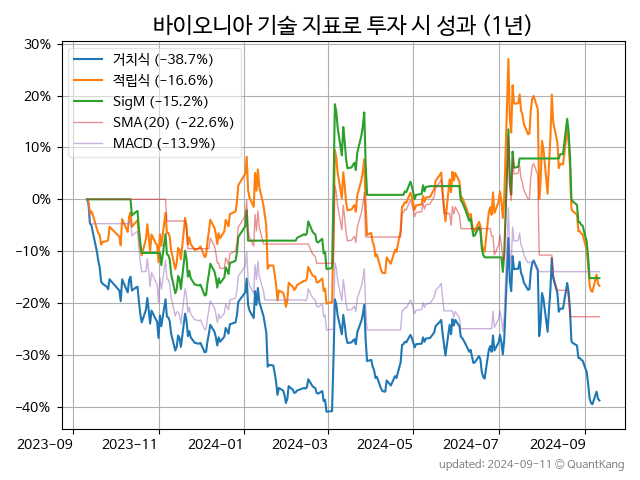 바이오니아 기술 지표로 투자 시 성과 (1년)
30%
20%
10%
0%
−10%
−20%
−30%
−40%
거치식 (−38.7%)
적립식 (−16.6%)
SigM (−15.2%)
SMA(20) (−22.6%)
MACD (−13.9%)
2023-09
2023-11
2024-01
2024-03
2024-05
2024-07
2024-09
updated: 2024-09-11 © QuantKang